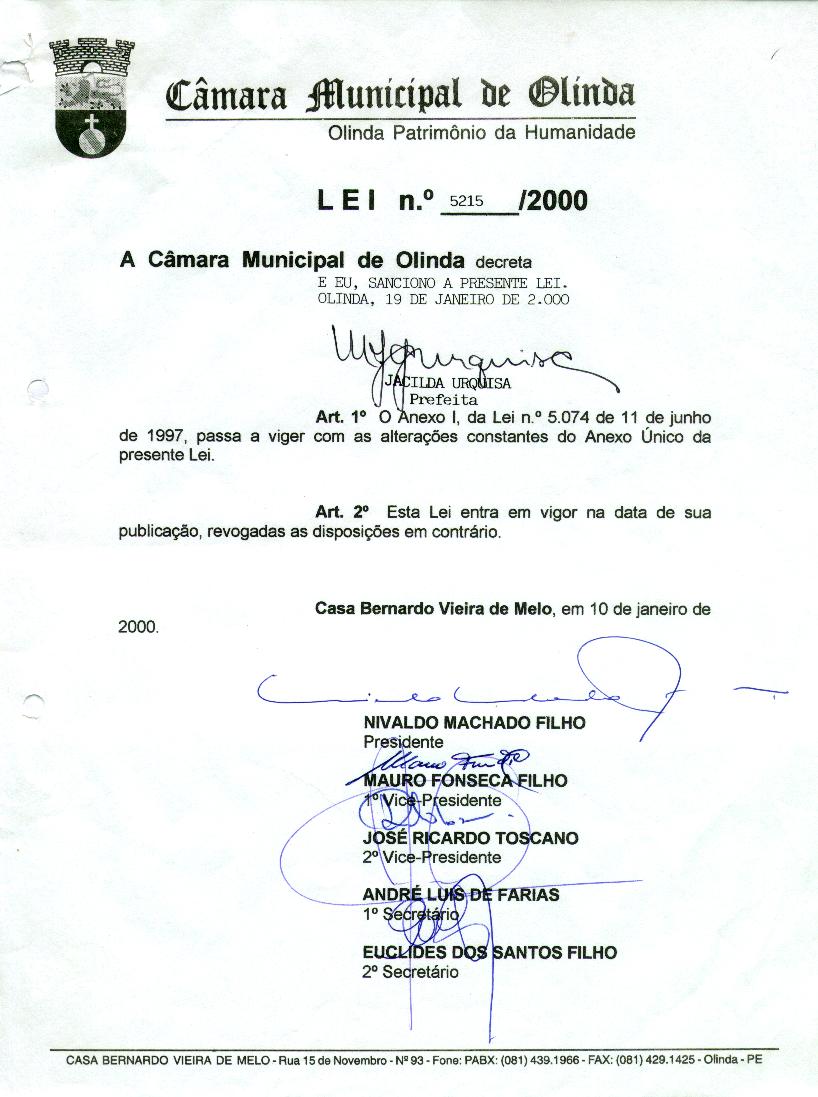 Câmara Municipal de Olinda
Olinda Patrimônio da Humanidade
LEI n.º 5215 /2000
A Câmara Municipal de Olinda decreta
E EU, SANCIONO A PRESENTE LEI.
OLINDA, 19 DE JANEIRO DE 2.000
JACILDA URQUISA
Prefeita
Art. 1º O Anexo I, da Lei n.º 5.074 de 11 de junho
de 1997, passa a viger com as alterações constantes do Anexo Único da
presente Lei.
Art. 2º Esta Lei entra em vigor na data de sua
publicação, revogadas as disposições em contrário.
Casa Bernardo Vieira de Melo, em 10 de janeiro de
2000.
NIVALDO MACHADO FILHO
Presidente
MAURO FONSECA FILHO
1º Vice-Presidente
JOSÉ RICARDO TOSCANO
2º Vice-Presidente
ANDRÉ LUIS DE FARIAS
1º Secretário
EUCLIDES DOS SANTOS FILHO
2º Secretário
CASA BERNARDO VIEIRA DE MELO - Rua 15 de Novembro - Nº 93 - Fone: PABX: (081) 439.1966 - FAX: (081) 429.1425 - Olinda - PE